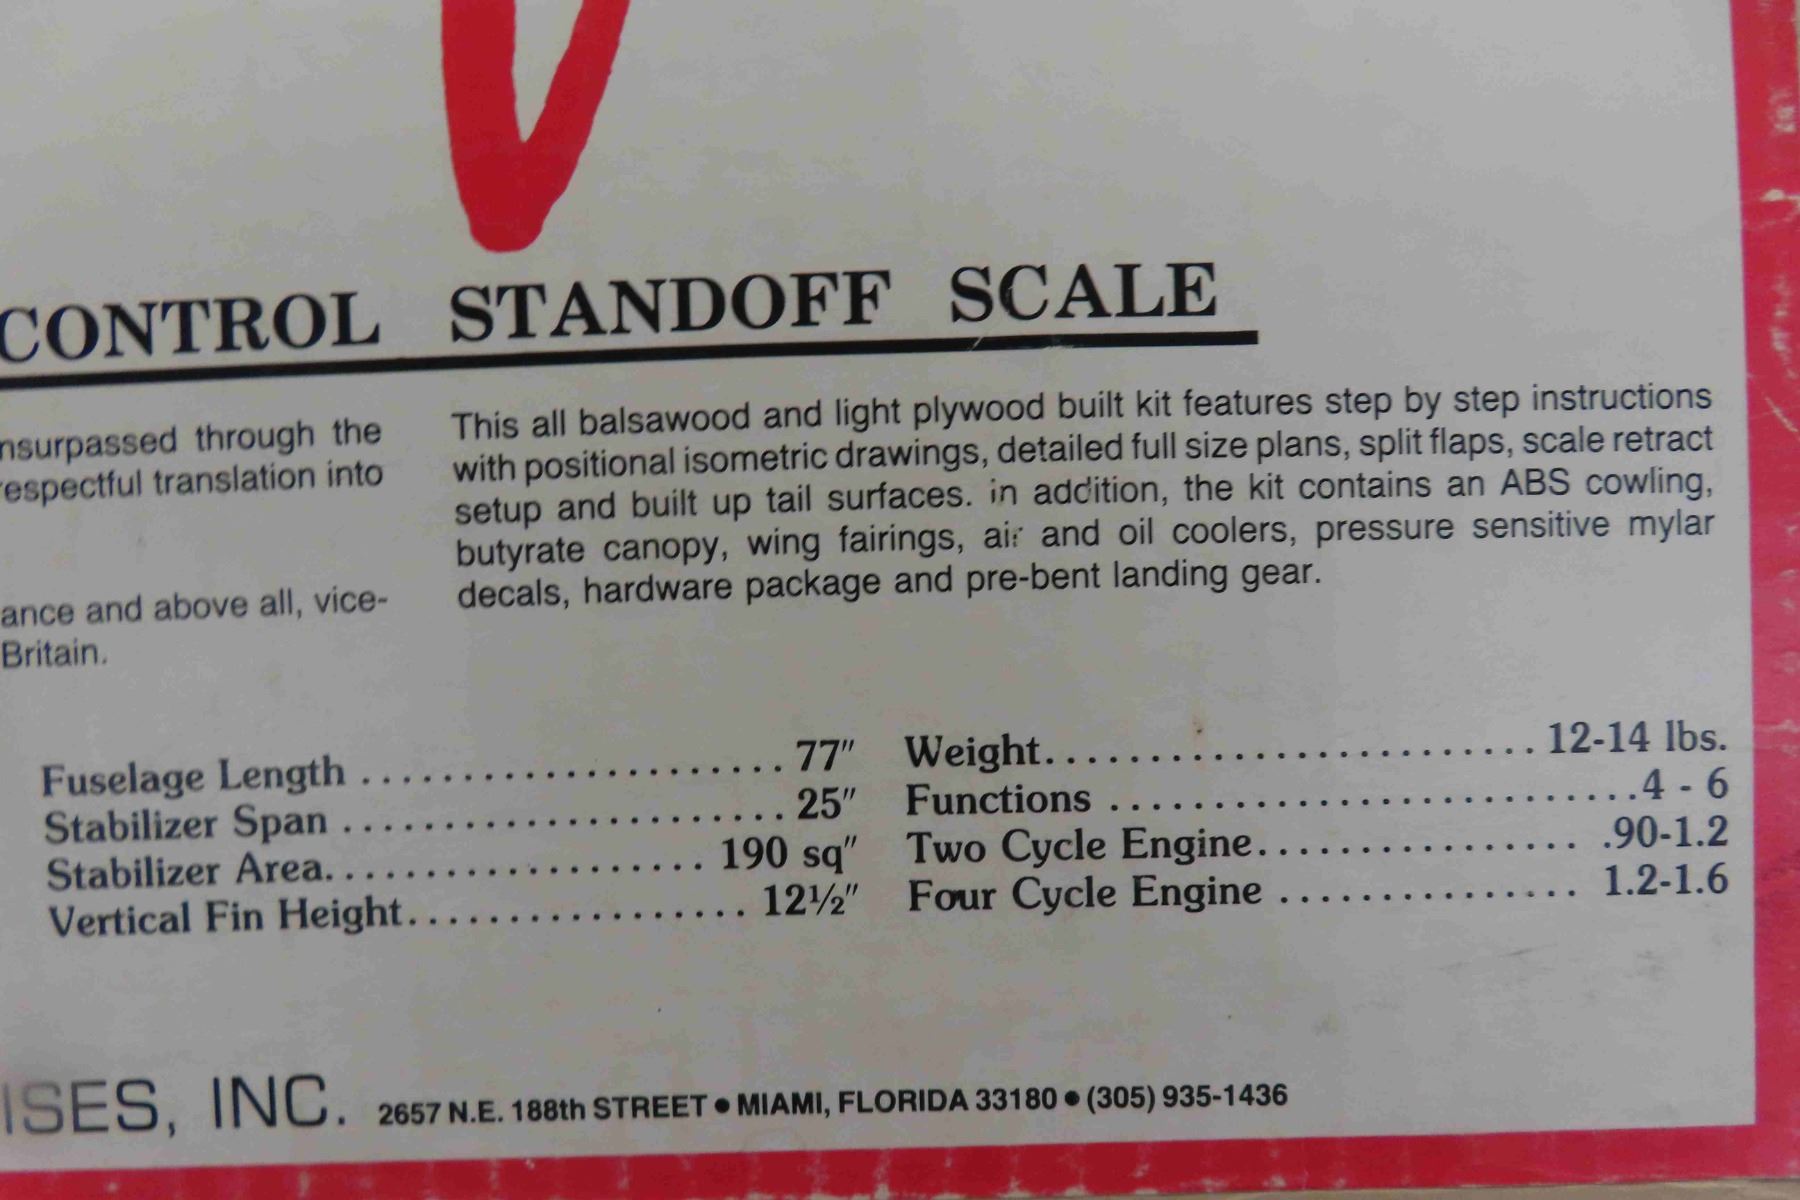 CONTROL STANDOFF SCALE
nsurpassed through the
respectful translation into
ance and above all, vice-
Britain.
This all balsawood and light plywood built kit features step by step instructions
with positional isometric drawings, detailed full size plans, split flaps, scale retract
setup and built up tail surfaces. in addition, the kit contains an ABS cowling,
butyrate canopy, wing fairings, air and oil coolers, pressure sensitive mylar
decals, hardware package and pre-bent landing gear.
Fuselage Length ...................... 77"
Stabilizer Span ....................... 25"
Stabilizer Area................... 190 sq"
Vertical Fin Height................. 12½"
Weight........................ 12-14 lbs.
Functions ..........................4 - 6
Two Cycle Engine................ .90-1.2
Four Cycle Engine ............... 1.2-1.6
ISES, INC. 2657 N.E. 188th STREET • MIAMI, FLORIDA 33180 • (305) 935-1436